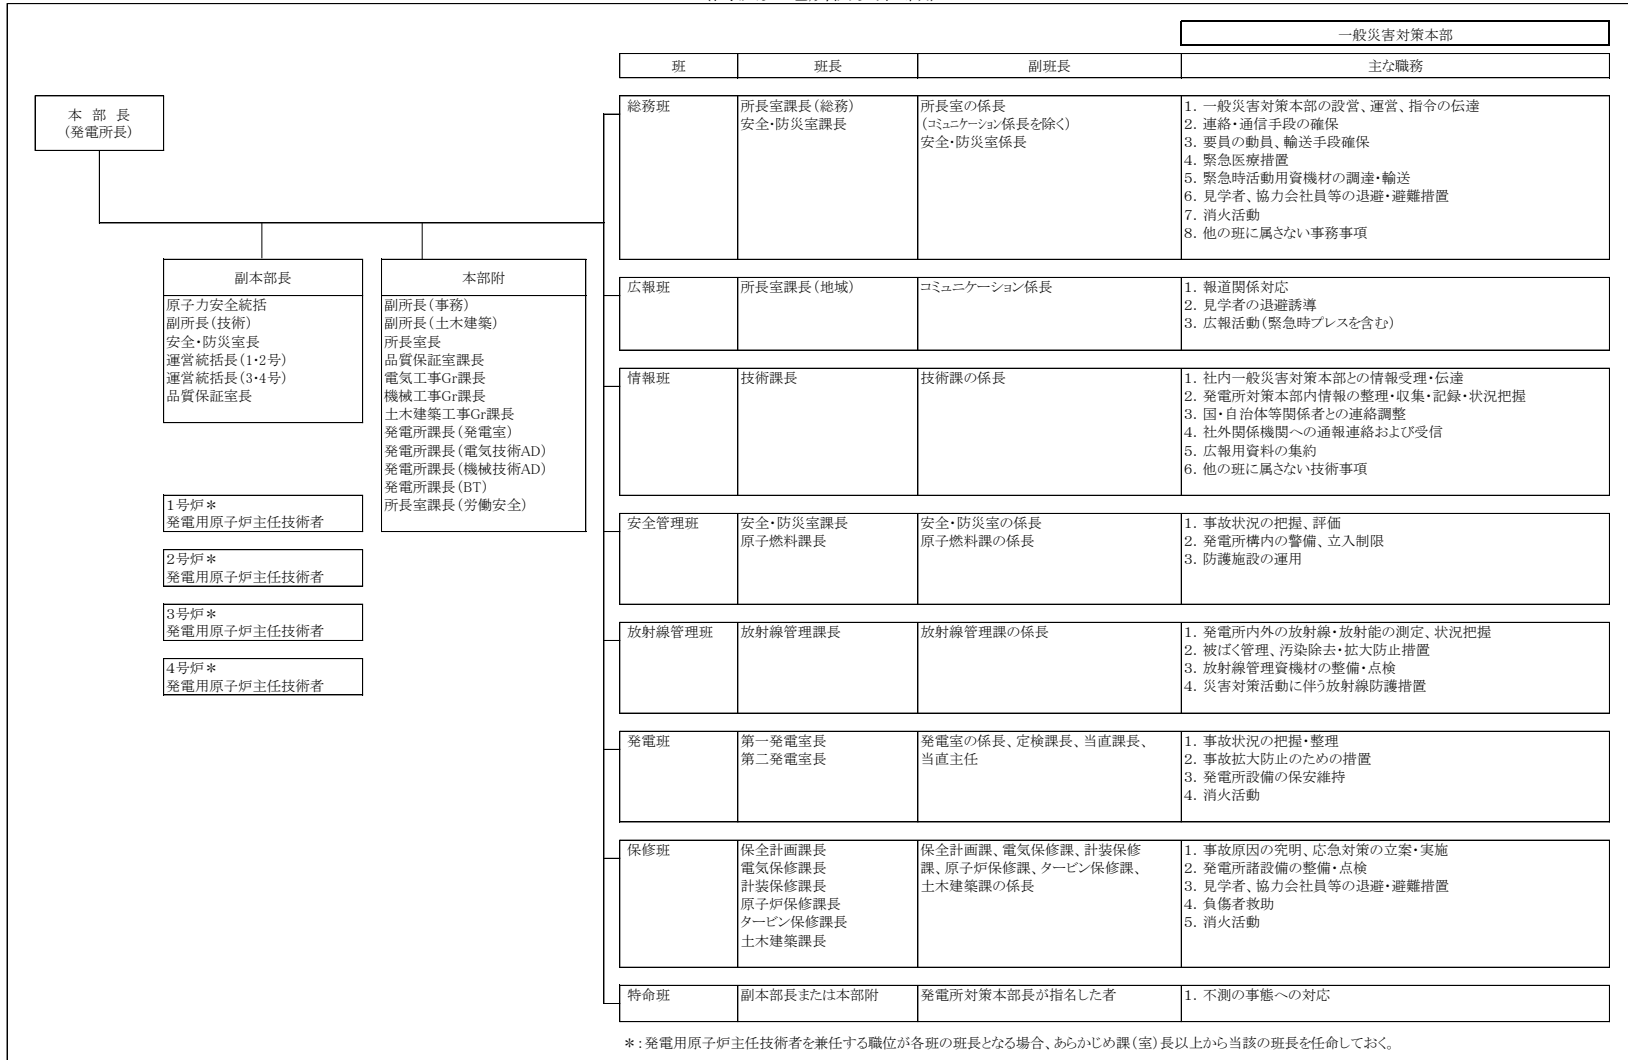 一般災害対策本部
班 班長 副班長 主な職務
本 部 長
(発電所長)
副本部長
原子力安全統括
副所長(技術)
安全・防災室長
運営統括長(1・2号)
運営統括長(3・4号)
品質保証室長
本部附
副所長(事務)
副所長(土木建築)
所長室長
品質保証室課長
電気工事Gr課長
機械工事Gr課長
土木建築工事Gr課長
発電所課長(発電室)
発電所課長(電気技術AD)
発電所課長(機械技術AD)
発電所課長(BT)
所長室課長(労働安全)
1号炉*
発電用原子炉主任技術者
2号炉*
発電用原子炉主任技術者
3号炉*
発電用原子炉主任技術者
4号炉*
発電用原子炉主任技術者
総務班
所長室課長(総務)
安全・防災室課長
所長室の係長
(コミュニケーション係長を除く)
安全・防災室係長
1. 一般災害対策本部の設営、運営、指令の伝達
2. 連絡・通信手段の確保
3. 要員の動員、輸送手段確保
4. 緊急医療措置
5. 緊急時活動用資機材の調達・輸送
6. 見学者、協力会社員等の退避・避難措置
7. 消火活動
8. 他の班に属さない事務事項
広報班
所長室課長(地域)
コミュニケーション係長
1. 報道関係対応
2. 見学者の退避誘導
3. 広報活動(緊急時プレスを含む)
情報班
技術課長
技術課の係長
1. 社内一般災害対策本部との情報受理・伝達
2. 発電所対策本部内情報の整理・収集・記録・状況把握
3. 国・自治体等関係者との連絡調整
4. 社外関係機関への通報連絡および受信
5. 広報用資料の集約
6. 他の班に属さない技術事項
安全管理班
安全・防災室課長
原子燃料課長
安全・防災室の係長
原子燃料課の係長
1. 事故状況の把握、評価
2. 発電所構内の警備、立入制限
3. 防護施設の運用
放射線管理班
放射線管理課長
放射線管理課の係長
1. 発電所内外の放射線・放射能の測定、状況把握
2. 被ばく管理、汚染除去・拡大防止措置
3. 放射線管理資機材の整備・点検
4. 災害対策活動に伴う放射線防護措置
発電班
第一発電室長
第二発電室長
発電室の係長、定検課長、当直課長、
当直主任
1. 事故状況の把握・整理
2. 事故拡大防止のための措置
3. 発電所設備の保安維持
4. 消火活動
保修班
保全計画課長
電気保修課長
計装保修課長
原子炉保修課長
タービン保修課長
土木建築課長
保全計画課、電気保修課、計装保修
課、原子炉保修課、タービン保修課、
土木建築課の係長
1. 事故原因の究明、応急対策の立案・実施
2. 発電所諸設備の整備・点検
3. 見学者、協力会社員等の退避・避難措置
4. 負傷者救助
5. 消火活動
特命班
副本部長または本部附
発電所対策本部長が指名した者
1. 不測の事態への対応
*:発電用原子炉主任技術者を兼任する職位が各班の班長となる場合、あらかじめ課(室)長以上から当該の班長を任命しておく。